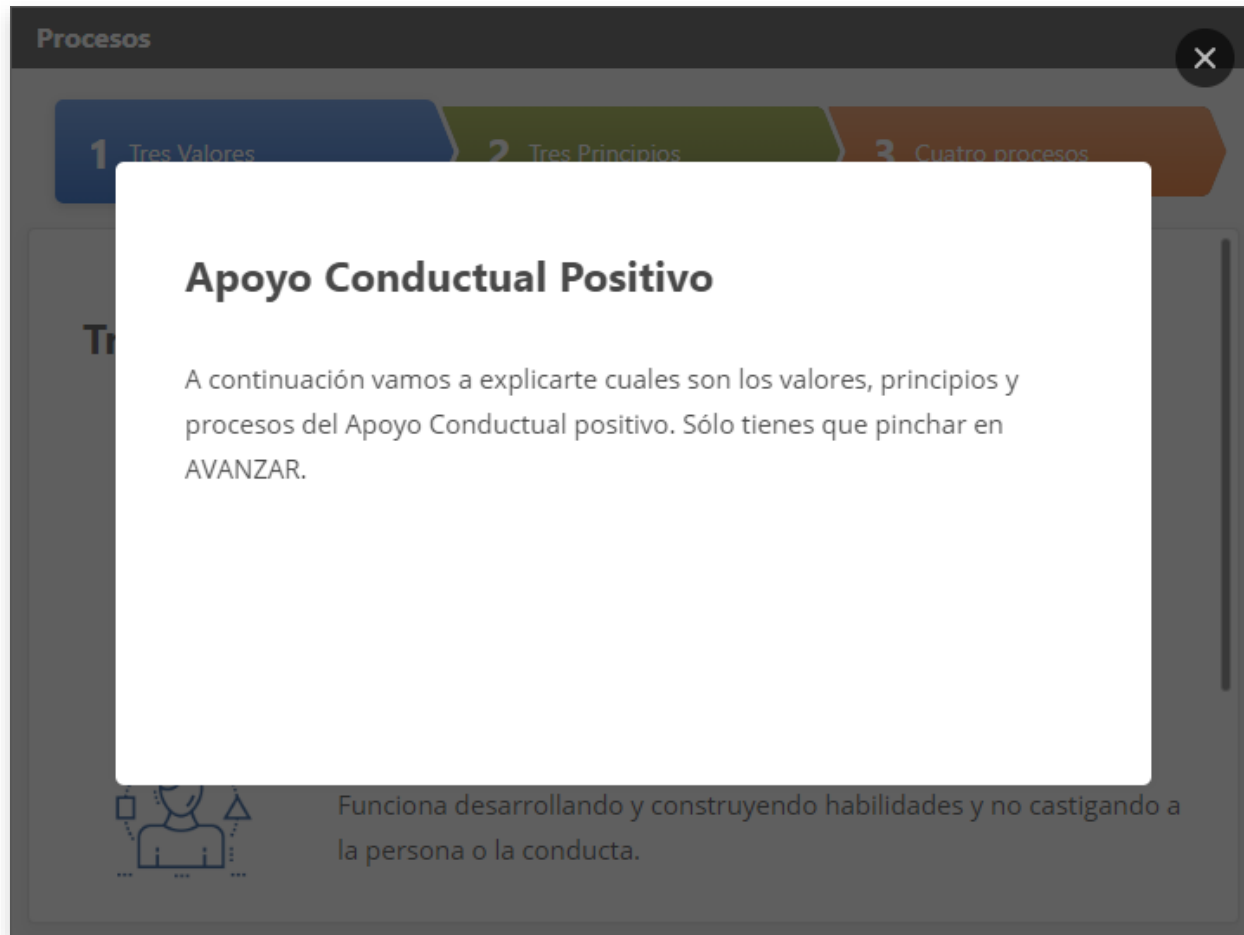 Procesos
1 Tres Valores
2 Tres Principios
3 Cuatro procesos
Apoyo Conductual Positivo
Tr
A continuación vamos a explicarte cuales son los valores, principios y
procesos del Apoyo Conductual positivo. Sólo tienes que pinchar en
AVANZAR.
Funciona desarrollando y construyendo habilidades y no castigando a
la persona o la conducta.